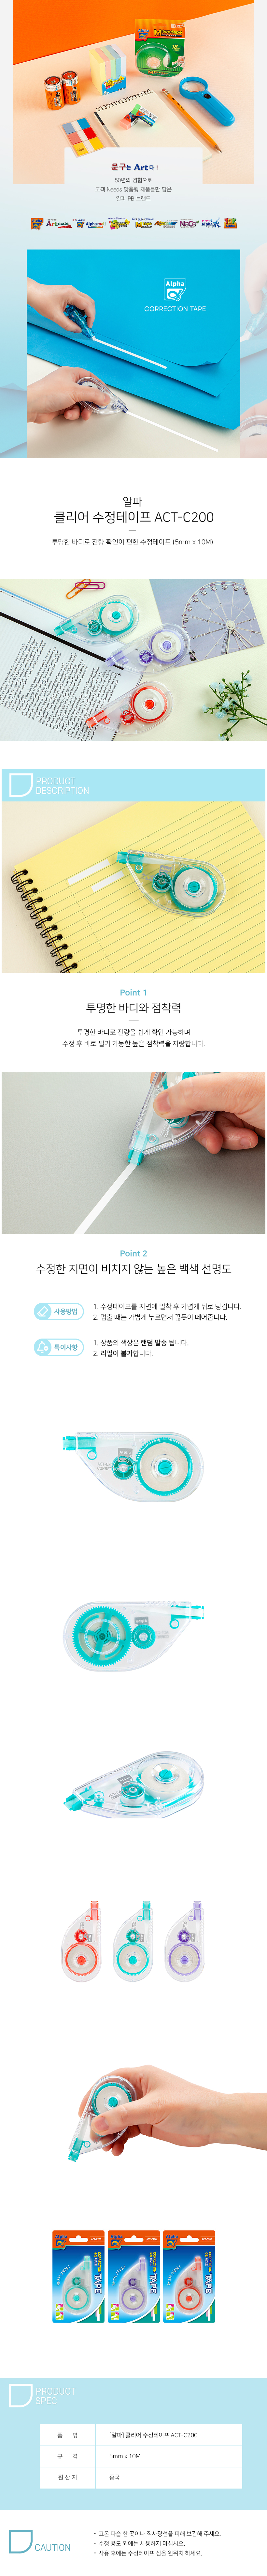 문구는 Art다!
50년의 경험으로
고객 Needs 맞춤형 제품들만 담은
알파 PB 브랜드
Alpha
CORRECTION TAPE
알파
클리어 수정테이프 ACT-C200
투명한 바디로 잔량 확인이 편한 수정테이프 (5mm x 10M)
PRODUCT
DESCRIPTION
Point 1
투명한 바디와 점착력
투명한 바디로 잔량을 쉽게 확인 가능하며
수정 후 바로 필기 가능한 높은 점착력을 자랑합니다.
Point 2
수정한 지면이 비치지 않는 높은 백색 선명도
사용방법
1. 수정테이프를 지면에 밀착 후 가볍게 뒤로 당깁니다.
2. 멈출 때는 가볍게 누르면서 끊듯이 떼어줍니다.
특이사항
1. 상품의 색상은 랜덤 발송 됩니다.
2. 리필이 불가합니다.
PRODUCT
SPEC
품 명 [알파] 클리어 수정테이프 ACT-C200
규 격 5mm x 10M
원산지 중국
CAUTION
• 고온 다습 한 곳이나 직사광선을 피해 보관해 주세요.
• 수정 용도 외에는 사용하지 마십시오.
• 사용 후에는 수정테이프 심을 원위치 하세요.